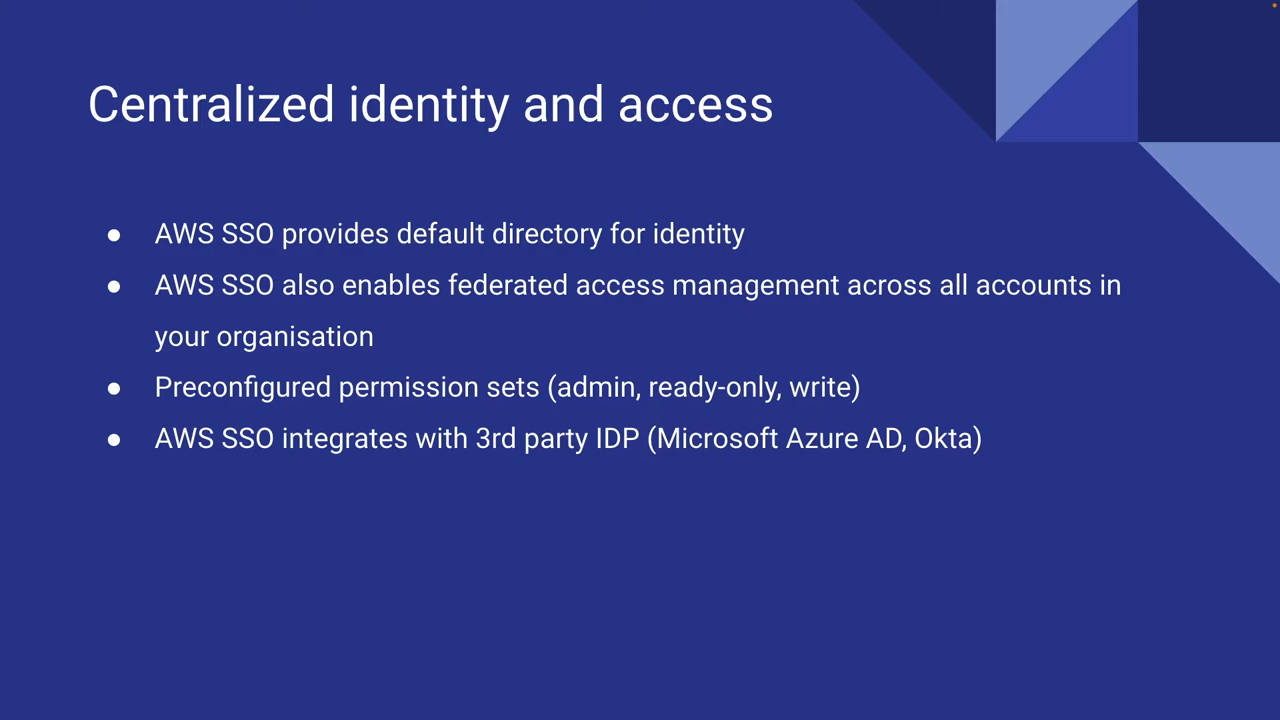 Centralized identity and access
● AWS SSO provides default directory for identity
● AWS SSO also enables federated access management across all accounts in
your organisation
● Preconfigured permission sets (admin, ready-only, write)
● AWS SSO integrates with 3rd party IDP (Microsoft Azure AD, Okta)